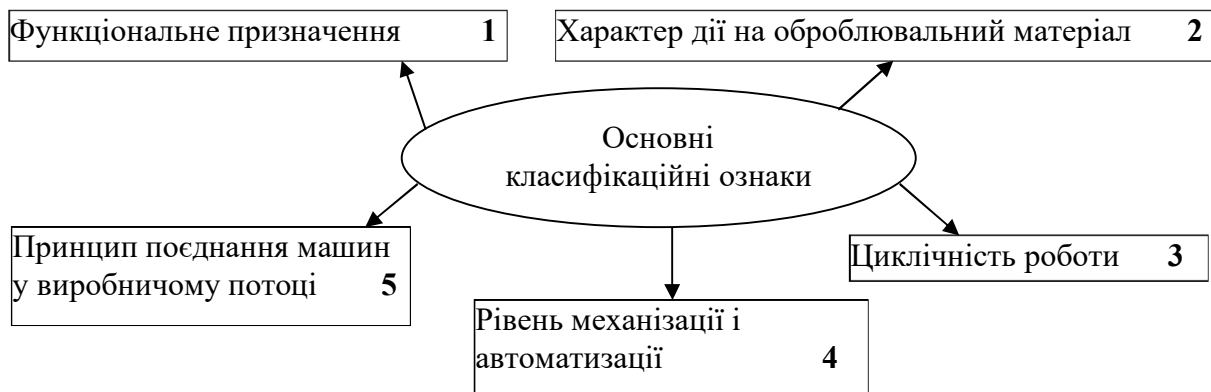 Функціональне призначення 1
Характер дії на оброблювальний матеріал 2
Основні
класифікаційні ознаки
Принцип поєднання машин
у виробничому потоці 5
Циклічність роботи 3
Рівень механізації і
автоматизації 4